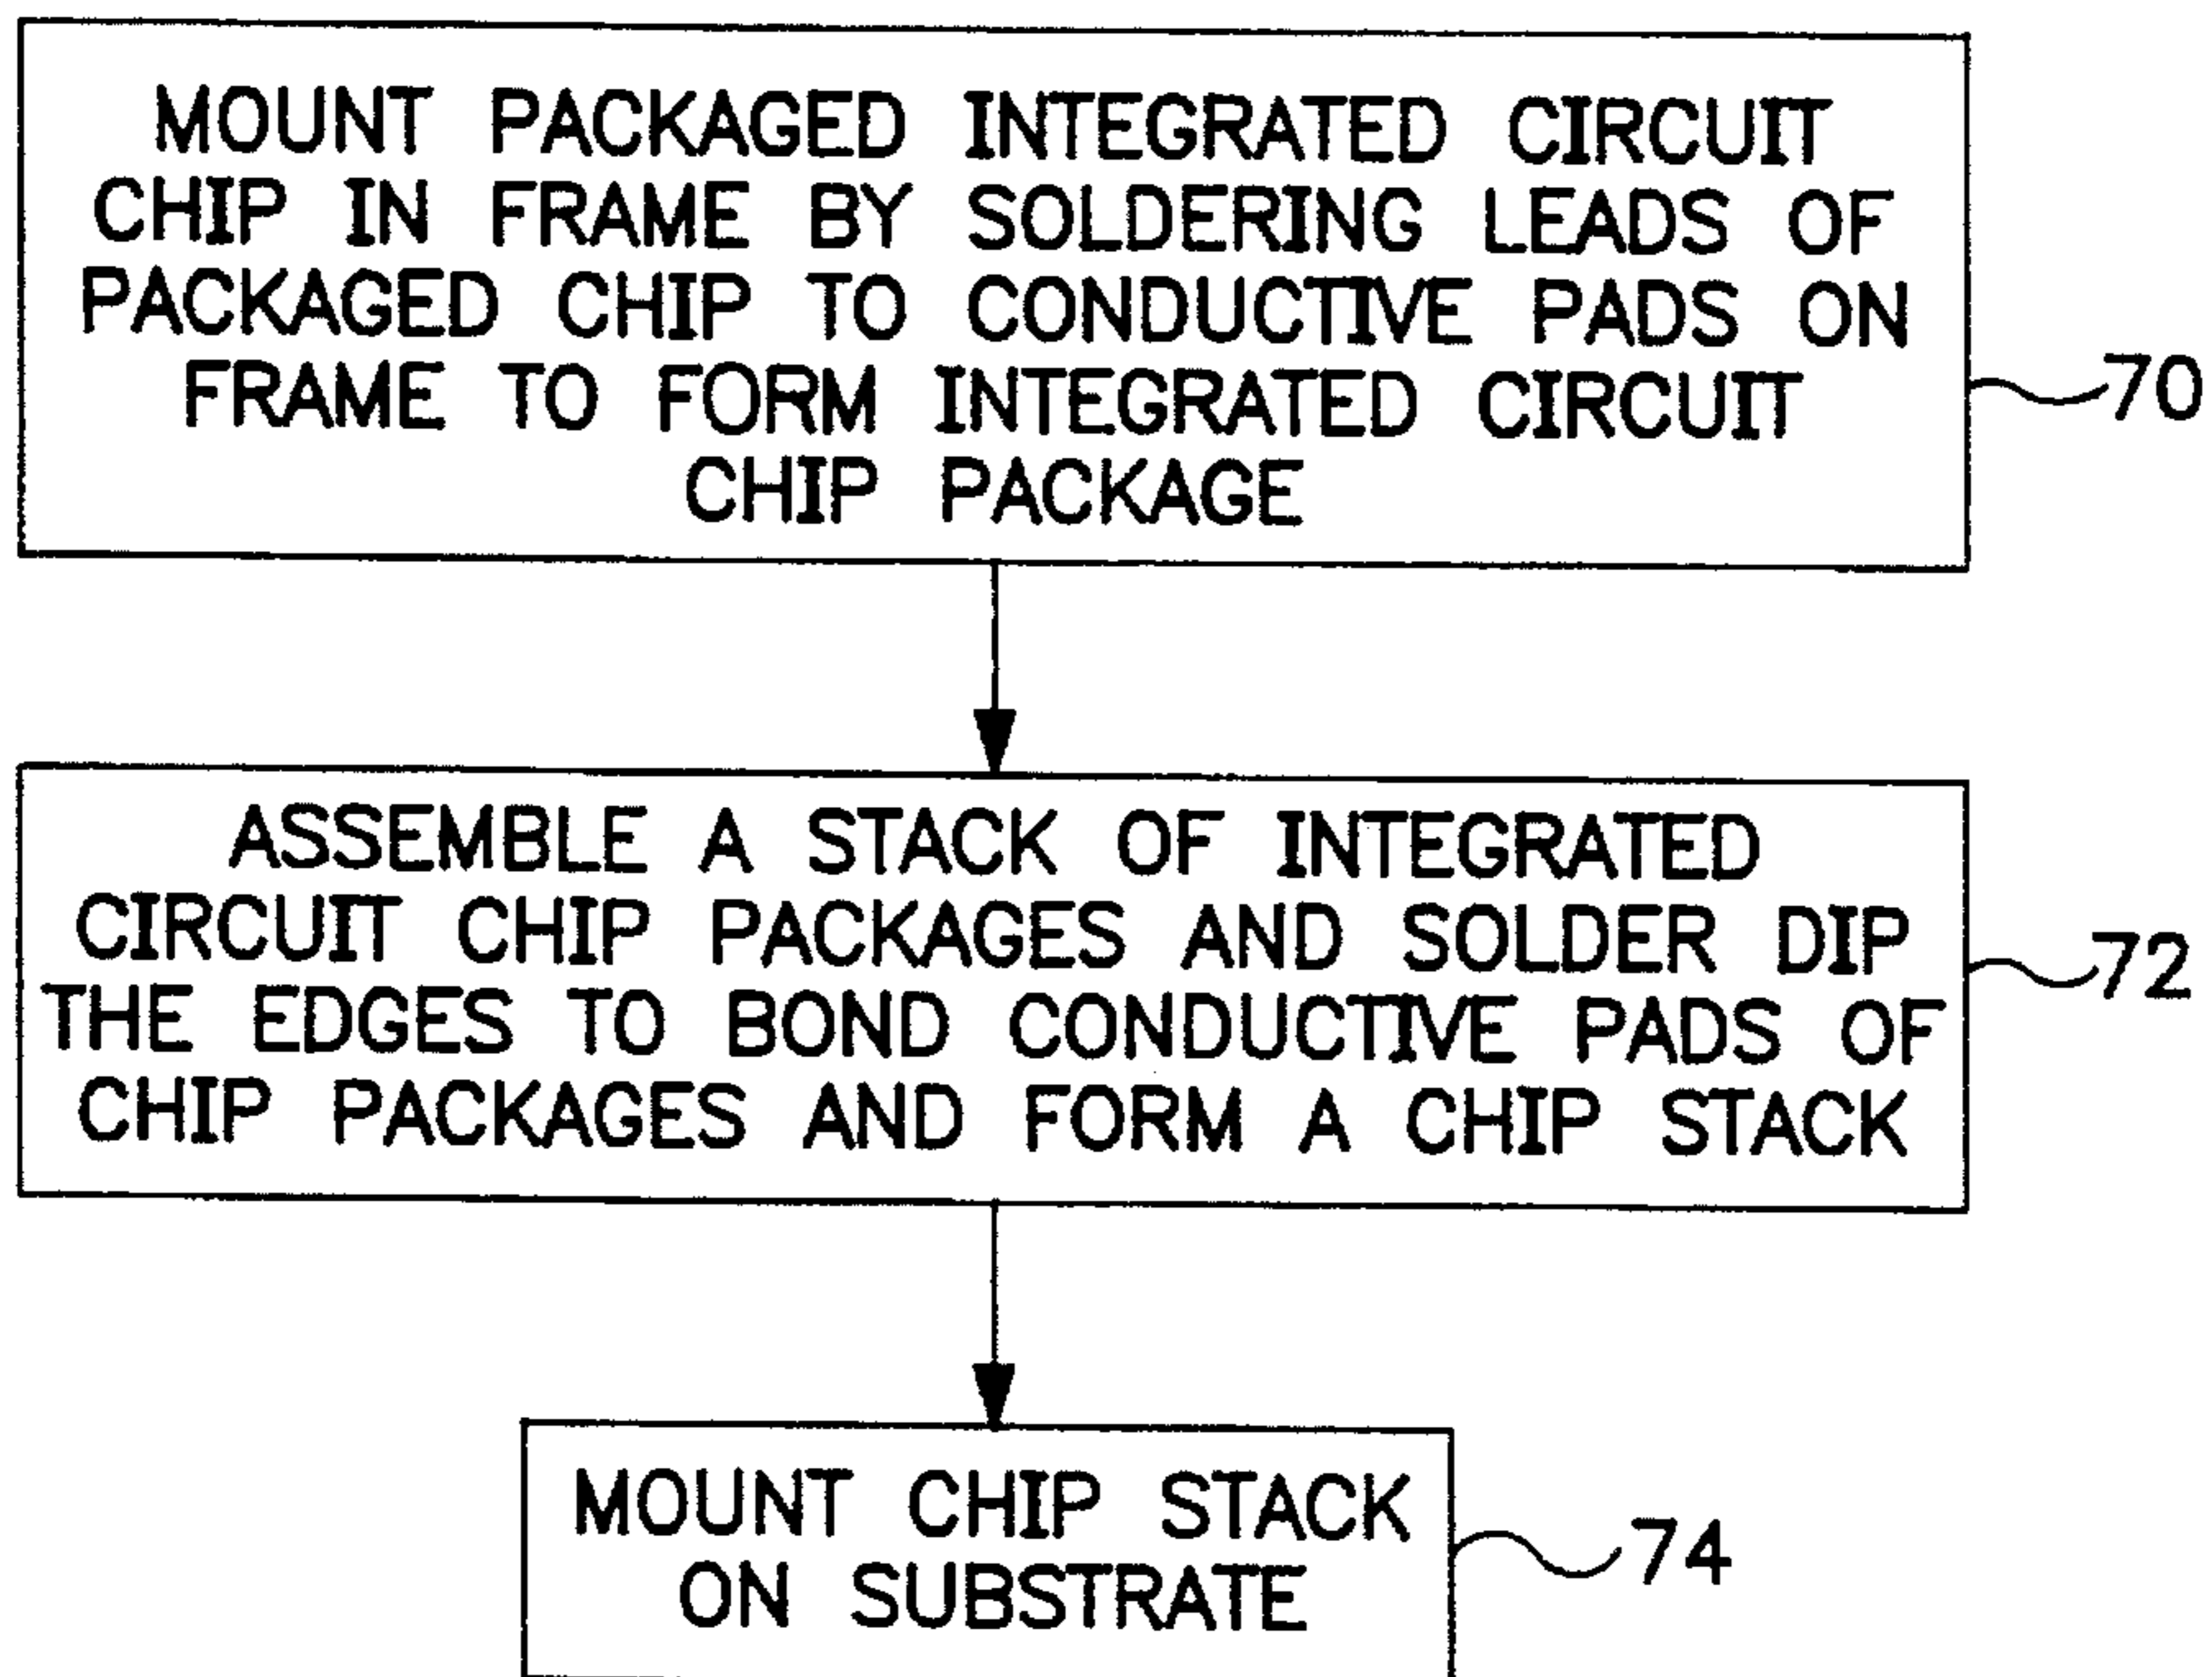 MOUNT PACKAGED INTEGRATED CIRCUIT
CHIP IN FRAME BY SOLDERING LEADS OF
PACKAGED CHIP TO CONDUCTIVE PADS ON
FRAME TO FORM INTEGRATED CIRCUIT
CHIP PACKAGE
70
ASSEMBLE A STACK OF INTEGRATED
CIRCUIT CHIP PACKAGES AND SOLDER DIP
THE EDGES TO BOND CONDUCTIVE PADS OF
CHIP PACKAGES AND FORM A CHIP STACK
72
MOUNT CHIP STACK
ON SUBSTRATE
74